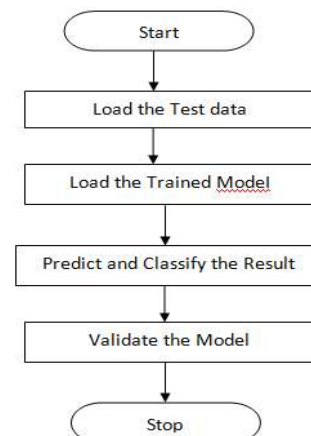 Start
Load the Test data
Load the Trained Model
Predict and Classify the Result
Validate the Model
Stop